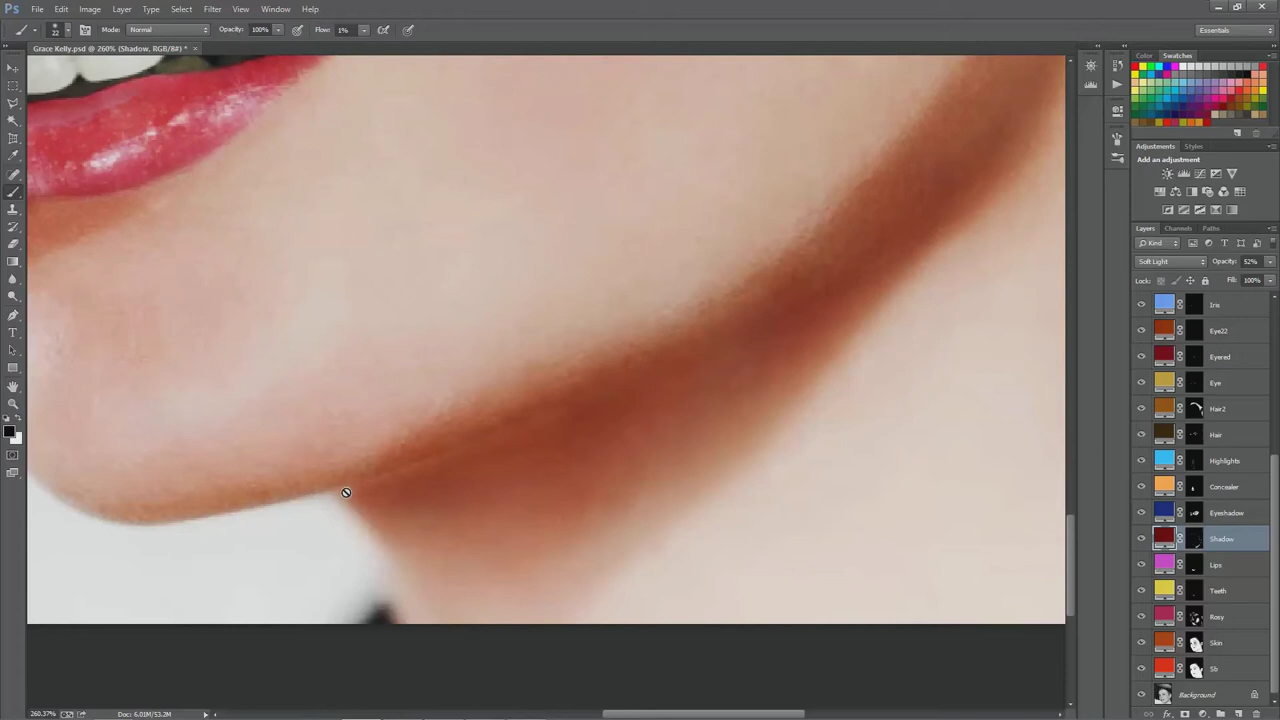 Ps File Edit Image Layer Type Select Filter View 3D Window Help
22 Mode: Normal Opacity: 100% Flow: 1% Essentials
Grace Kelly.psd @ 260% (Shadow, RGB/8#) *
Color Swatches
Adjustments Styles
Add an adjustment
Layers Channels Paths
Kind
Soft Light Opacity: 52%
Lock: Fill: 100%
Iris
Eye22
Eyered
Eye
Hair2
Hair
Highlights
Concealer
Eyeshadow
Shadow
Lips
Teeth
Rosy
Skin
Background
260.37% Doc: 6.01M/53.2M